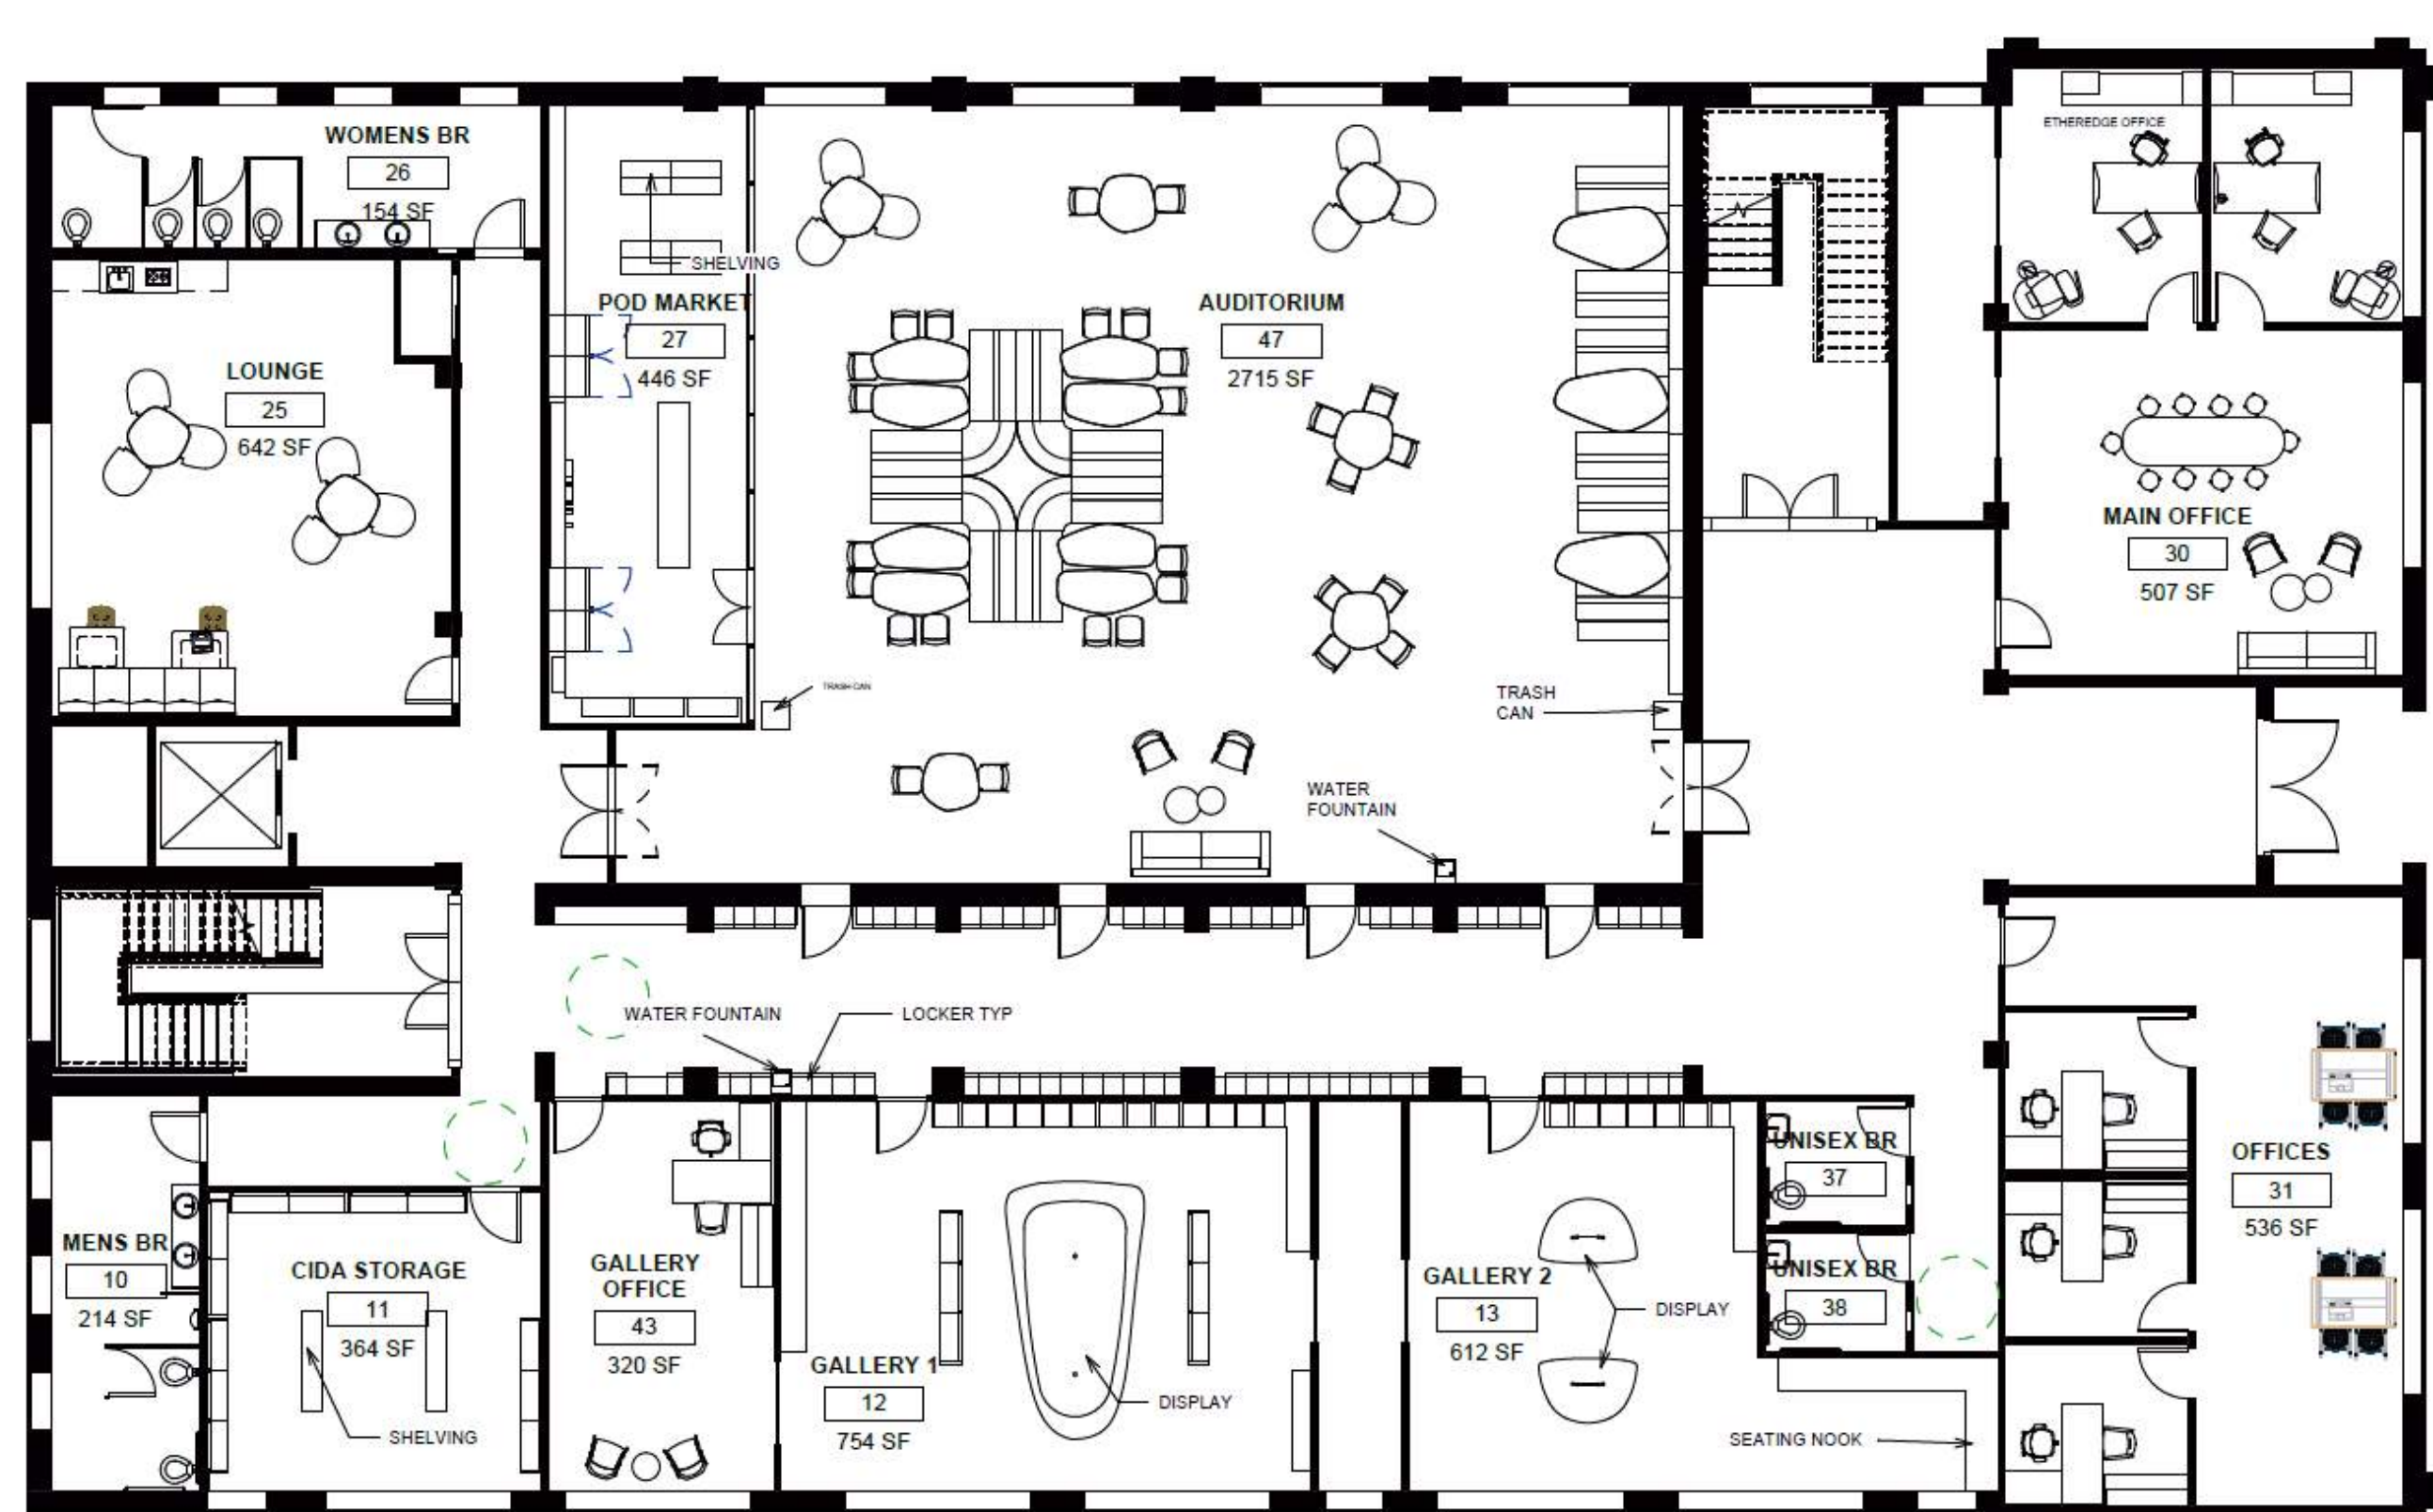 WOMENS BR
26
154 SF
ETHEREDGE OFFICE
SHELVING
POD MARKET
27
446 SF
AUDITORIUM
47
2715 SF
LOUNGE
25
642 SF
MAIN OFFICE
30
507 SF
TRASH CAN
TRASH
CAN
WATER
FOUNTAIN
WATER FOUNTAIN
LOCKER TYP
MENS BR
10
214 SF
CIDA STORAGE
11
364 SF
SHELVING
GALLERY
OFFICE
43
320 SF
GALLERY 1
12
754 SF
DISPLAY
GALLERY 2
13
612 SF
DISPLAY
UNISEX BR
37
UNISEX BR
38
SEATING NOOK
OFFICES
31
536 SF